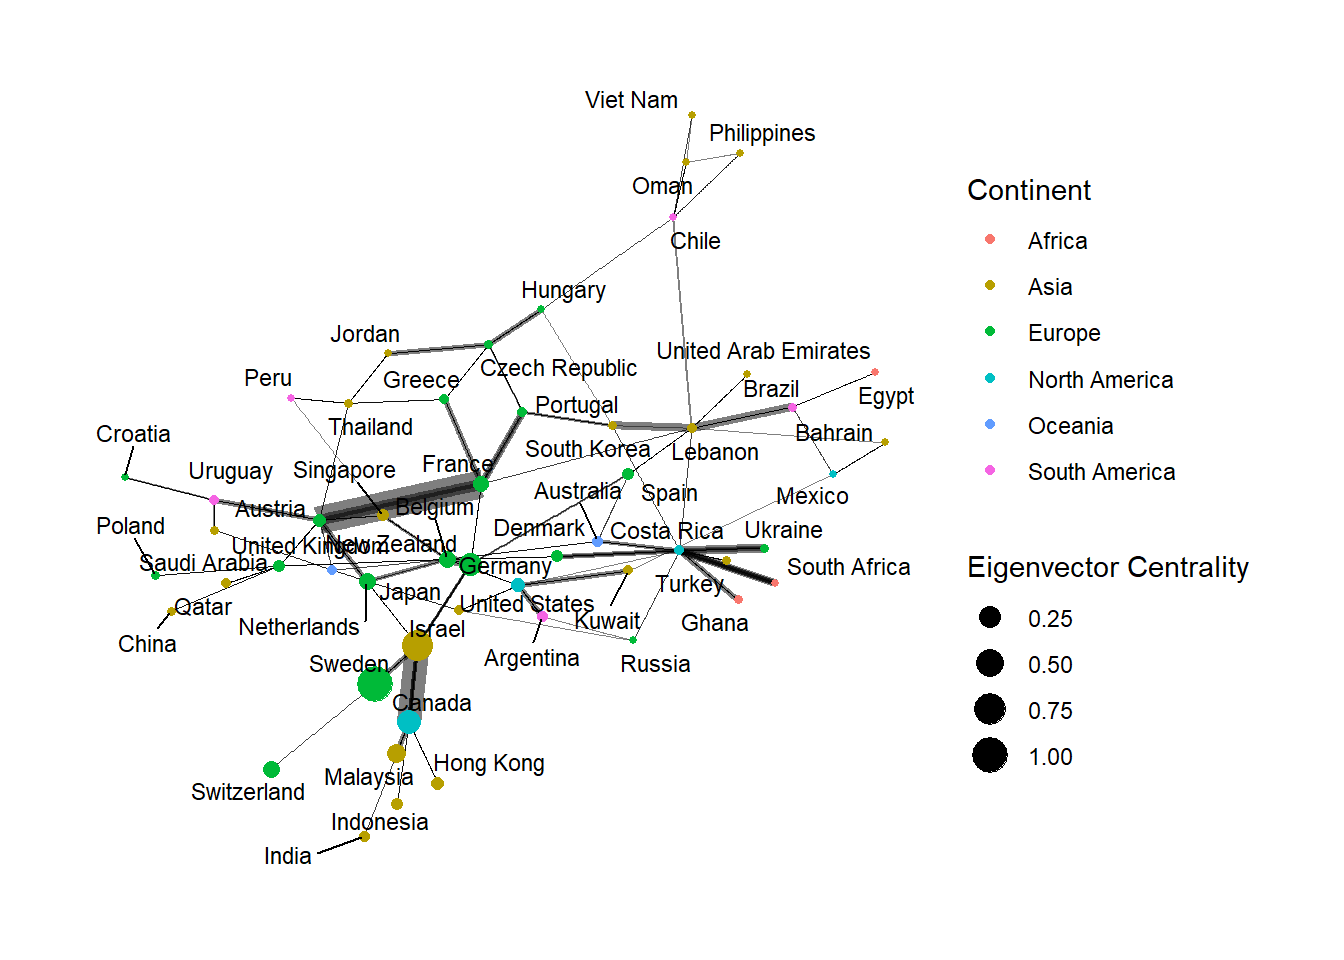 Viet Nam
Philippines
Oman
Continent
Chile
Africa
Asia
Hungary
Jordan
Europe
United Arab Emirates
Czech Republic
Peru
Greece
Brazil
North America
Egypt
Portugal
Thailand
Oceania
Croatia
Bahrain
South Korea
Lebanon
France
Uruguay
Singapore
South America
Australia
Spain
Mexico
Austria
Belgium
Poland
Denmark
Costa Rica
Ukraine
United Kingdom
New Zealand
Saudi Arabia
Germany
South Africa
Eigenvector Centrality
Turkey
Japan
Qatar
United States
Kuwait
Ghana
0.25
Netherlands
Israel
China
Argentina
Russia
Sweden
0.50
Canada
0.75
Hong Kong
Malaysia
1.00
Switzerland
Indonesia
India